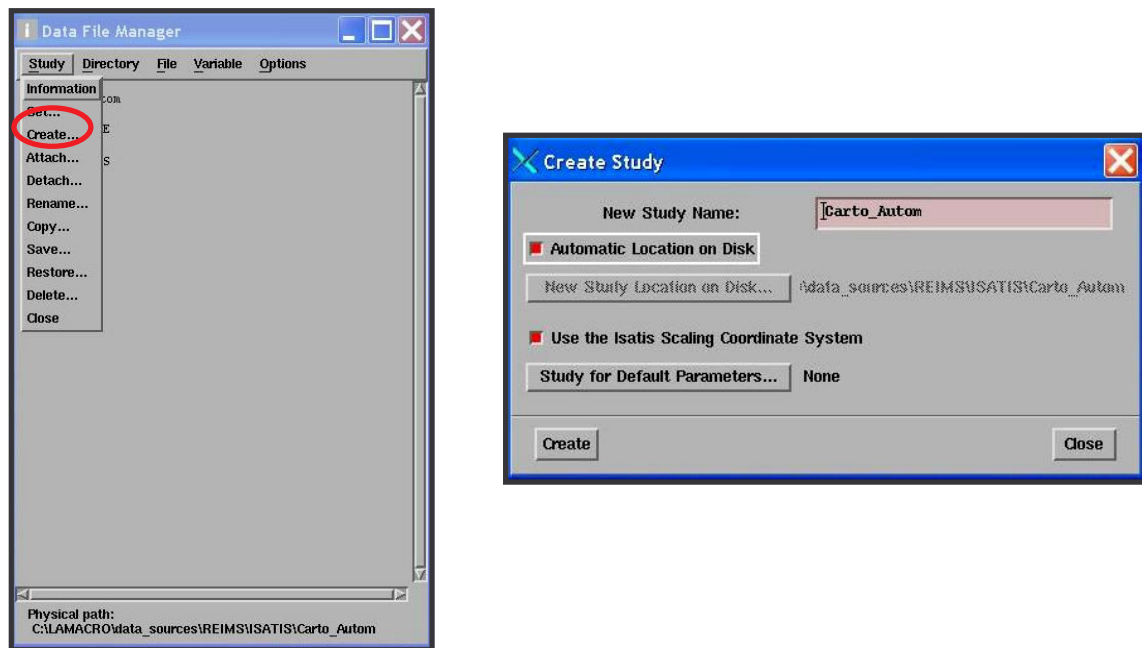 Data File Manager
Study Directory File Variable Options
Information
Set...
Create...
Attach...
Detach...
Rename...
Copy...
Save...
Restore...
Delete...
Close
om
E
S
Physical path:
C:\LAMACRO\data_sources\REIMS\ISATIS\Carto_Autom
Create Study
New Study Name: Carto_Autom
Automatic Location on Disk
New Study Location on Disk... \data_sources\REIMS\ISATIS\Carto_Autom
Use the Isatis Scaling Coordinate System
Study for Default Parameters... None
Create Close